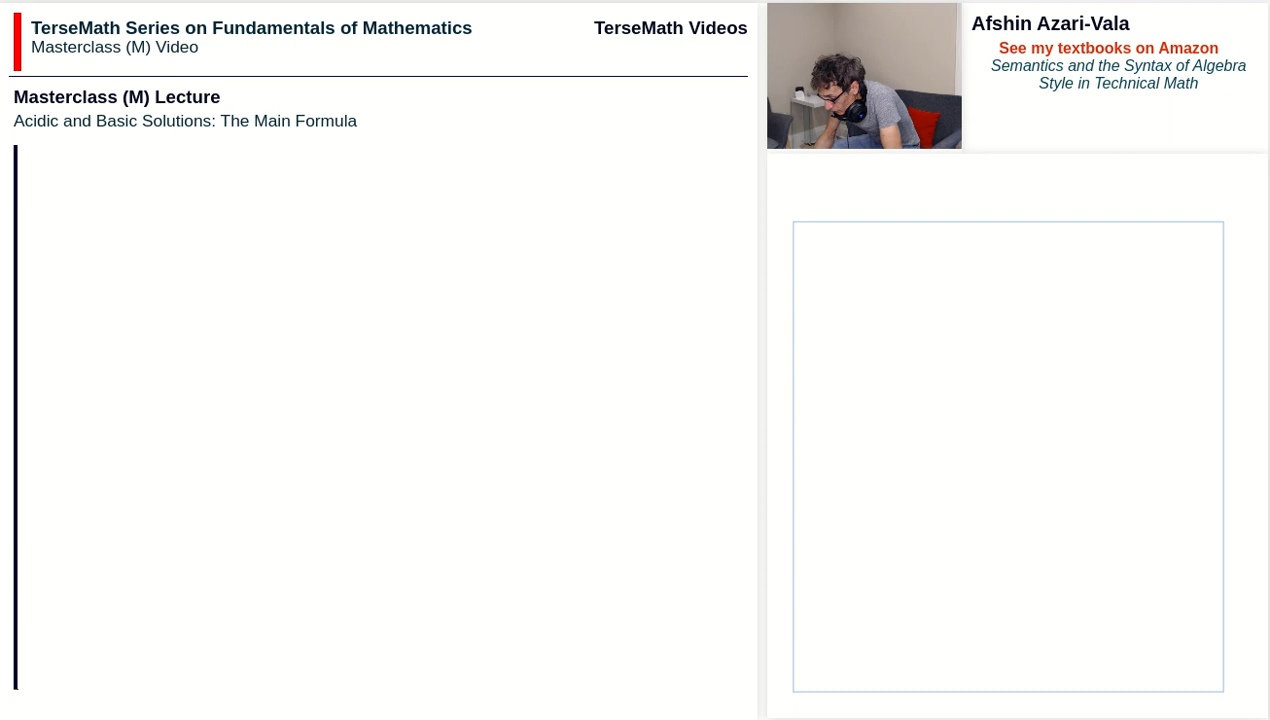 TerseMath Series on Fundamentals of Mathematics
Masterclass (M) Video
TerseMath Videos
Masterclass (M) Lecture
Acidic and Basic Solutions: The Main Formula
Afshin Azari-Vala
See my textbooks on Amazon
Semantics and the Syntax of Algebra
Style in Technical Math